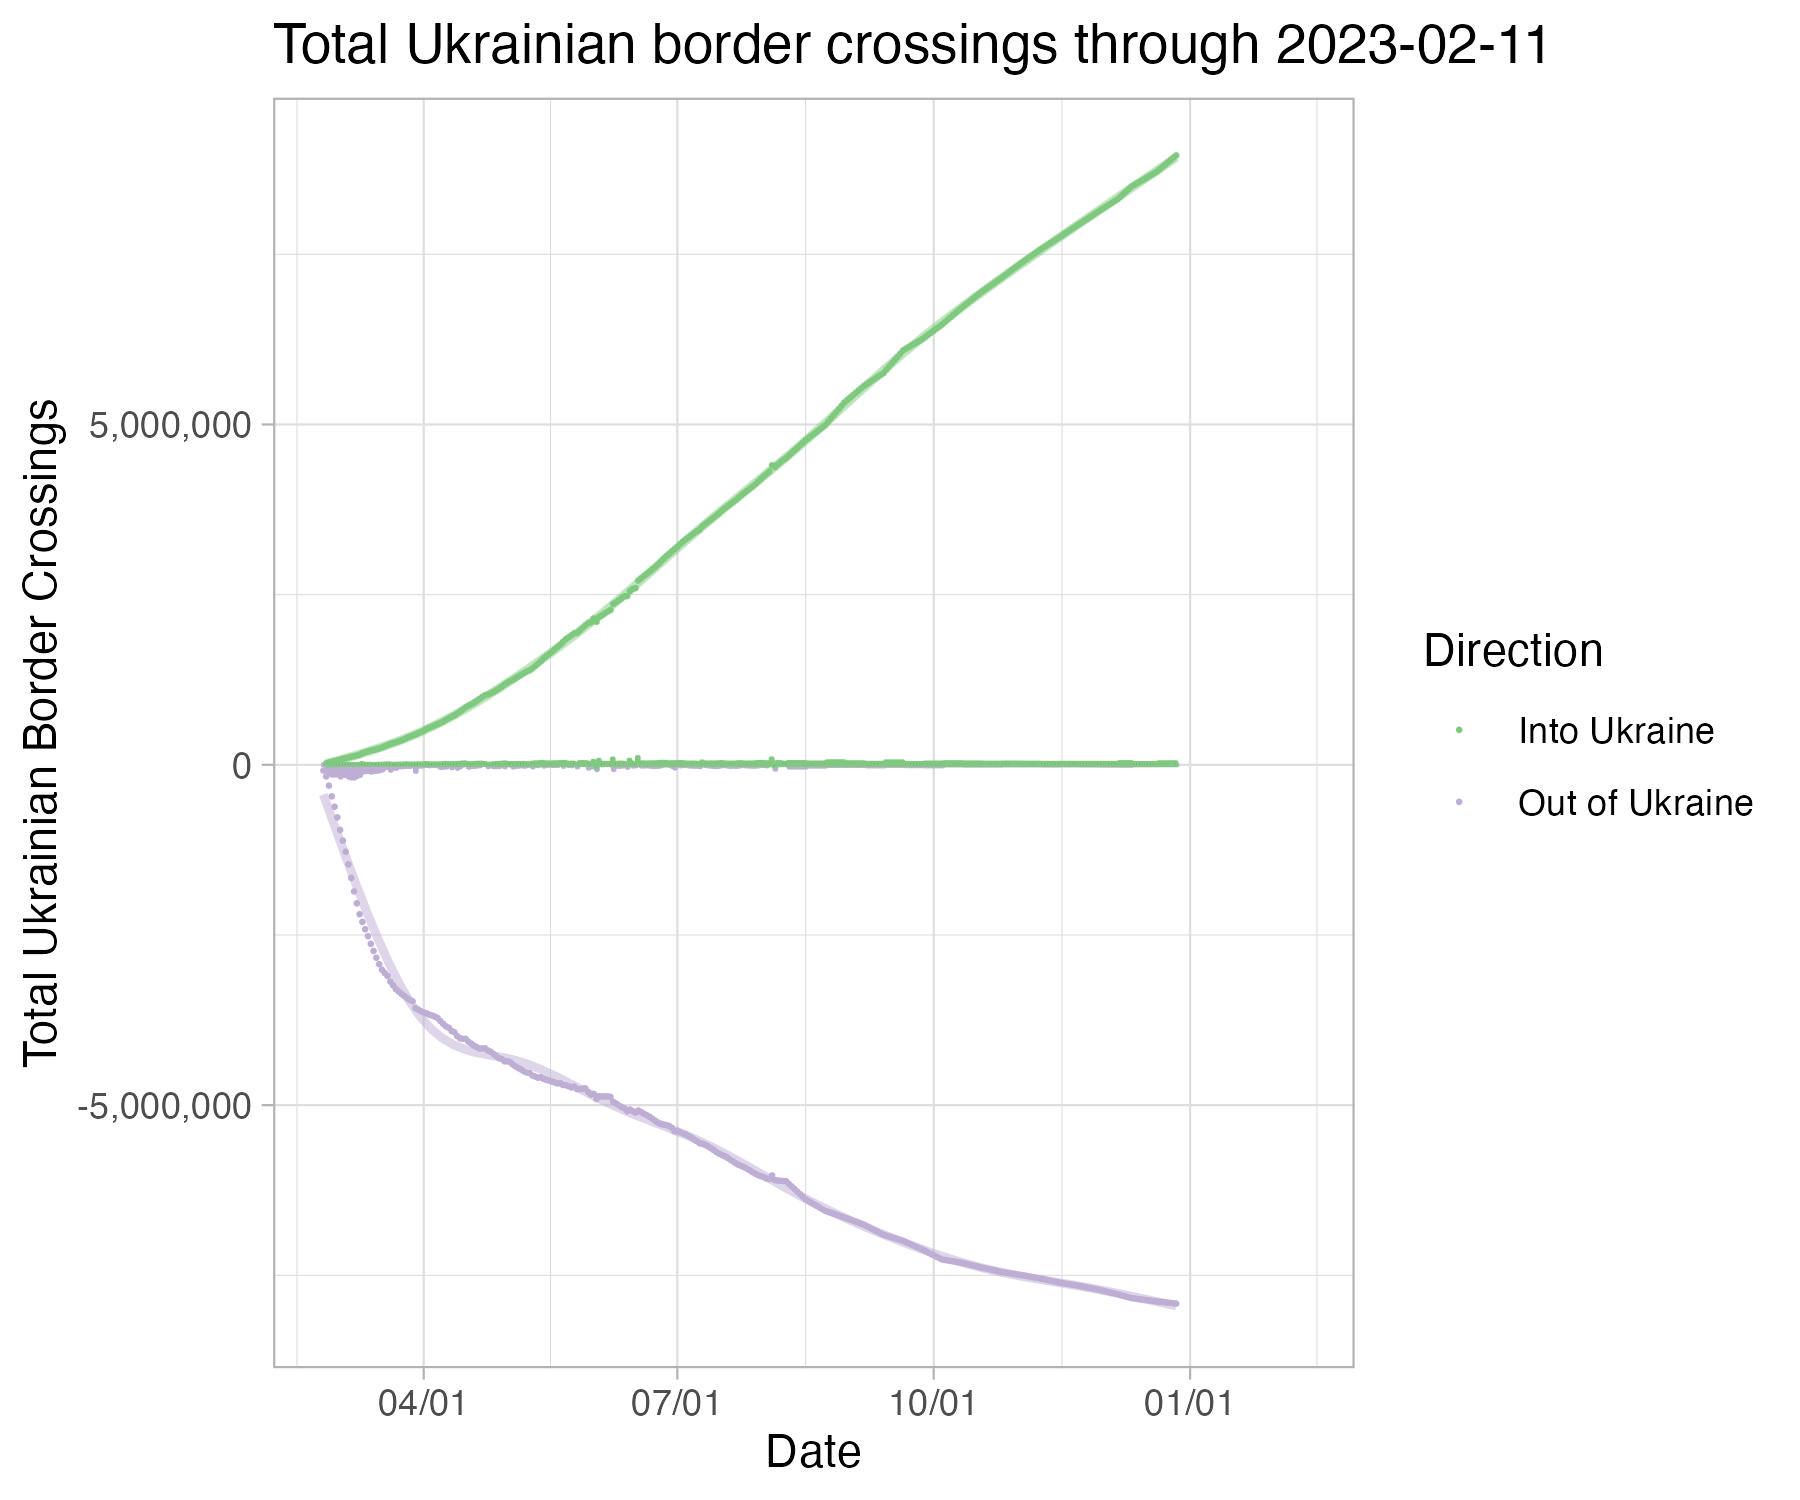 Total Ukrainian border crossings through 2023-02-11
Total Ukrainian Border Crossings
5,000,000
0
-5,000,000
04/01
07/01
10/01
01/01
Date
Direction
Into Ukraine
Out of Ukraine